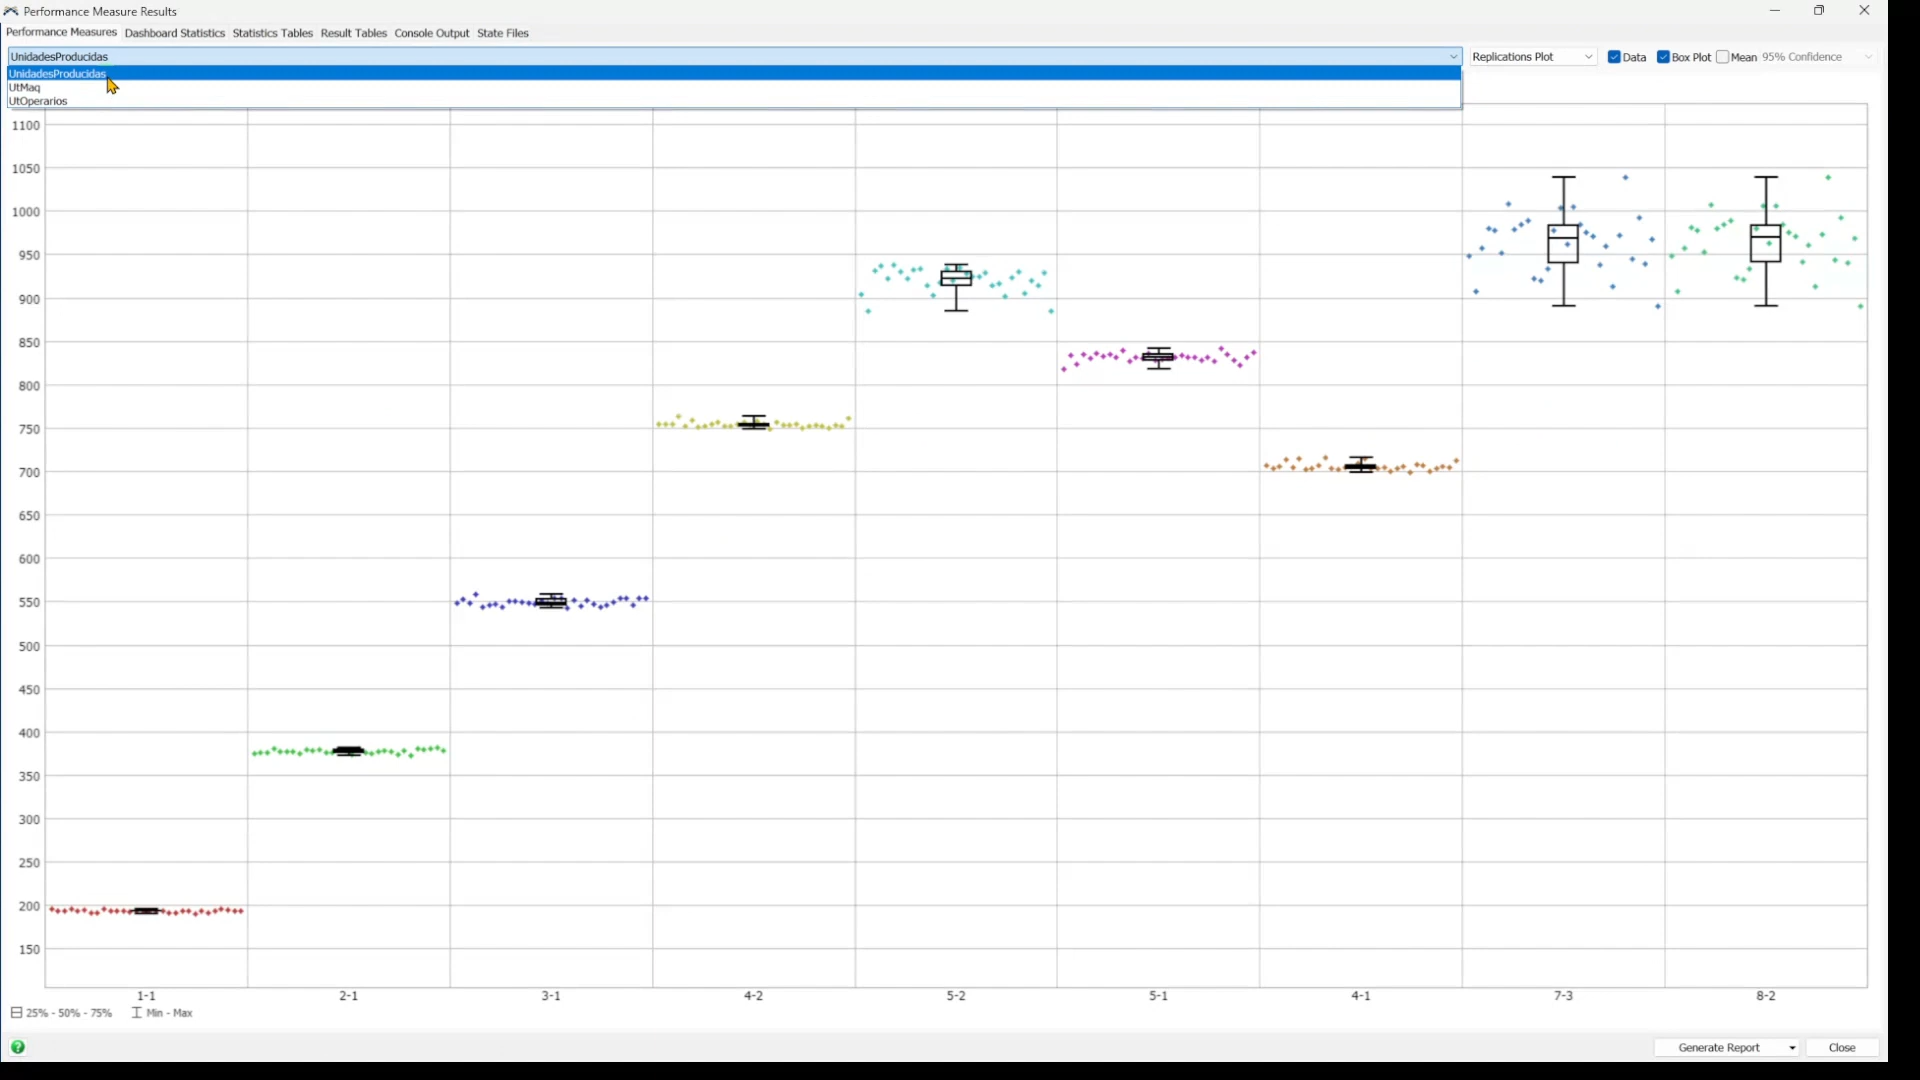 Performance Measure Results
Performance Measures Dashboard Statistics Statistics Tables Result Tables Console Output State Files
UnidadesProducidas Replications Plot Data Box Plot Mean 95% Confidence
UnidadesProducidas
UtMaq
UtOperarios
1100
1050
1000
950
900
850
800
750
700
650
600
550
500
450
400
350
300
250
200
150
1-1 2-1 3-1 4-2 5-2 5-1 4-1 7-3 8-2
25% - 50% - 75% Min - Max
? Generate Report Close